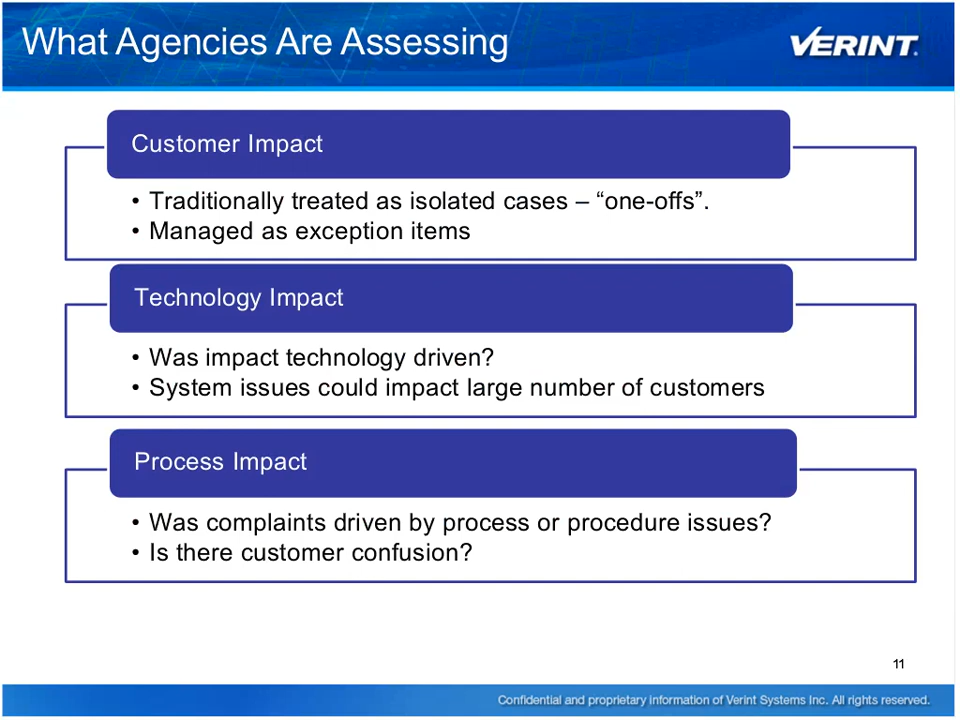 What Agencies Are Assessing
VERINT.
Customer Impact
• Traditionally treated as isolated cases – “one-offs”.
• Managed as exception items
Technology Impact
• Was impact technology driven?
• System issues could impact large number of customers
Process Impact
• Was complaints driven by process or procedure issues?
• Is there customer confusion?
11
Confidential and proprietary information of Verint Systems Inc. All rights reserved.